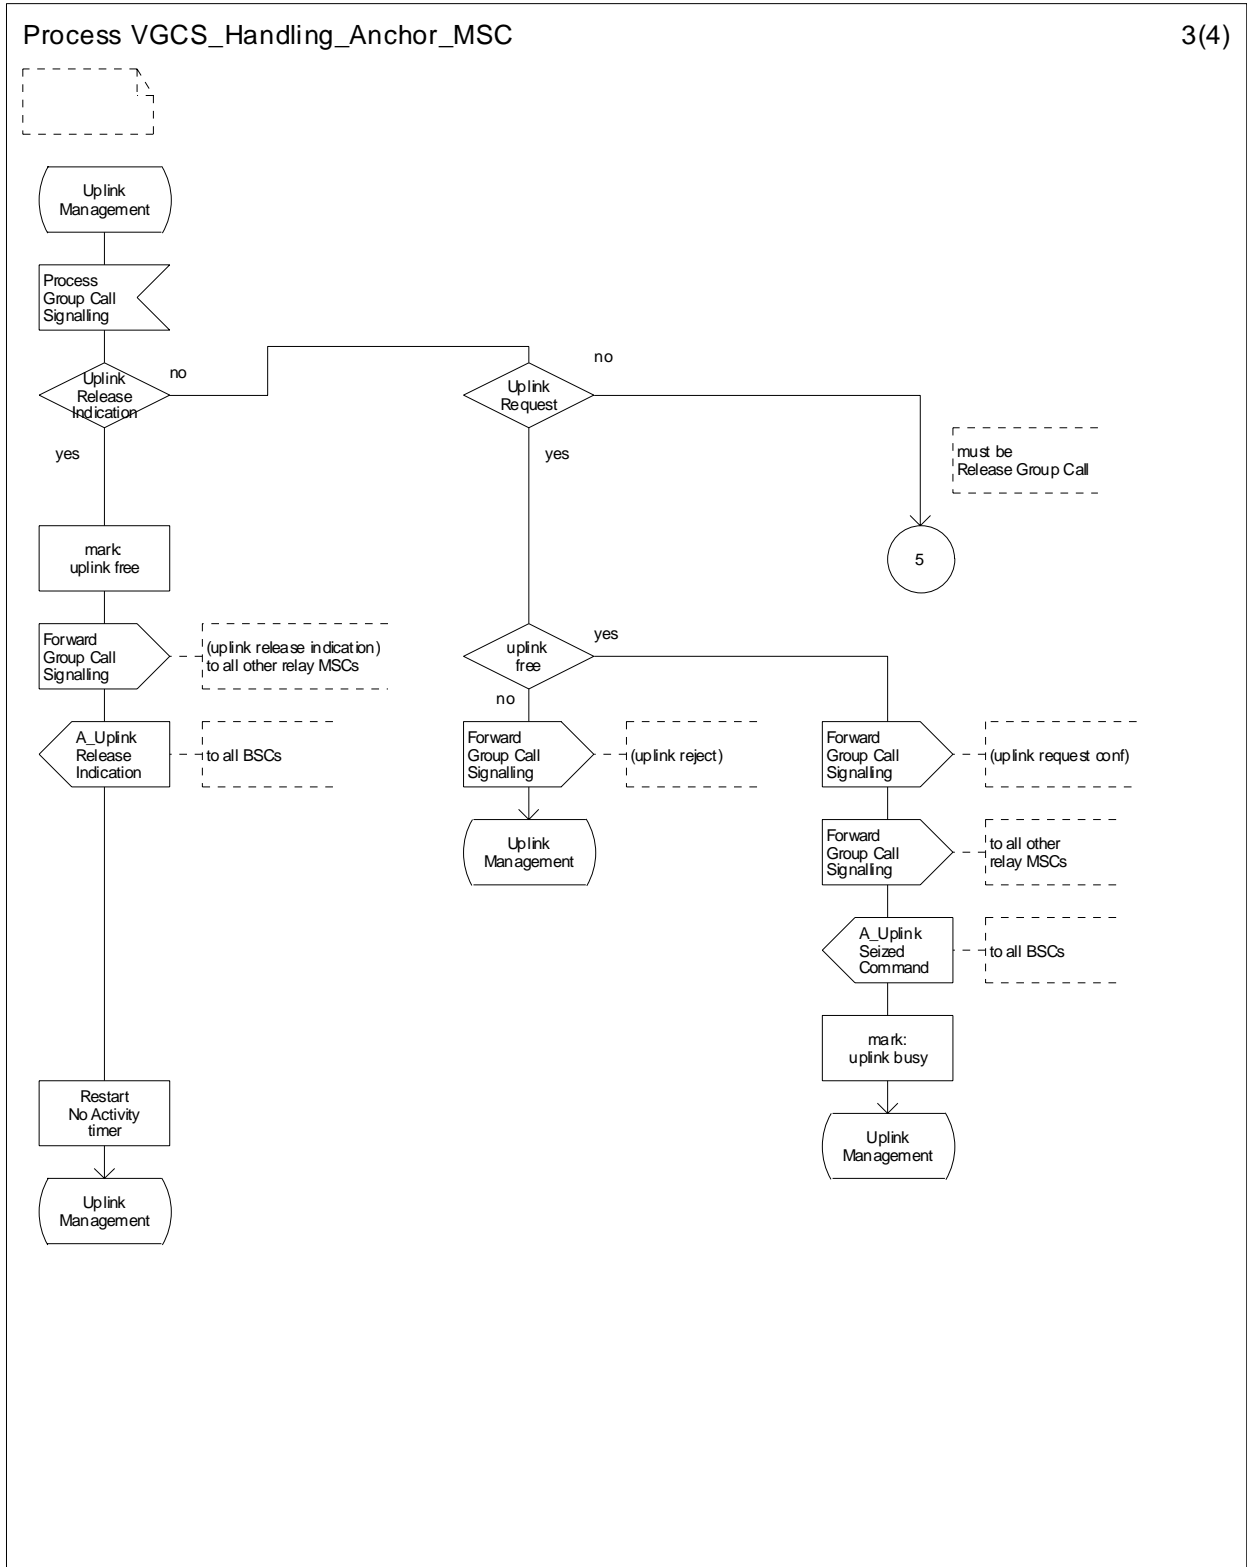 Process VGCS_Handling_Anchor_MSC
3(4)
Uplink
Management
Process
Group Call
Signalling
Uplink
Release
Indication
no
yes
Uplink
Request
no
yes
must be
Release Group Call
5
mark:
uplink free
Forward
Group Call
Signalling
(uplink release indication)
to all other relay MSCs
A_Uplink
Release
Indication
to all BSCs
Restart
No Activity
timer
Uplink
Management
uplink
free
yes
no
Forward
Group Call
Signalling
(uplink reject)
Uplink
Management
Forward
Group Call
Signalling
(uplink request conf)
Forward
Group Call
Signalling
to all other
relay MSCs
A_Uplink
Seized
Command
to all BSCs
mark:
uplink busy
Uplink
Management